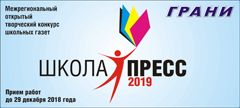 Межрегиональный
открытый
творческий конкурс
школьных газет
ГРАНИ
ШКОЛА ПРЕСС
2019
Прием работ
до 29 декабря 2018 года